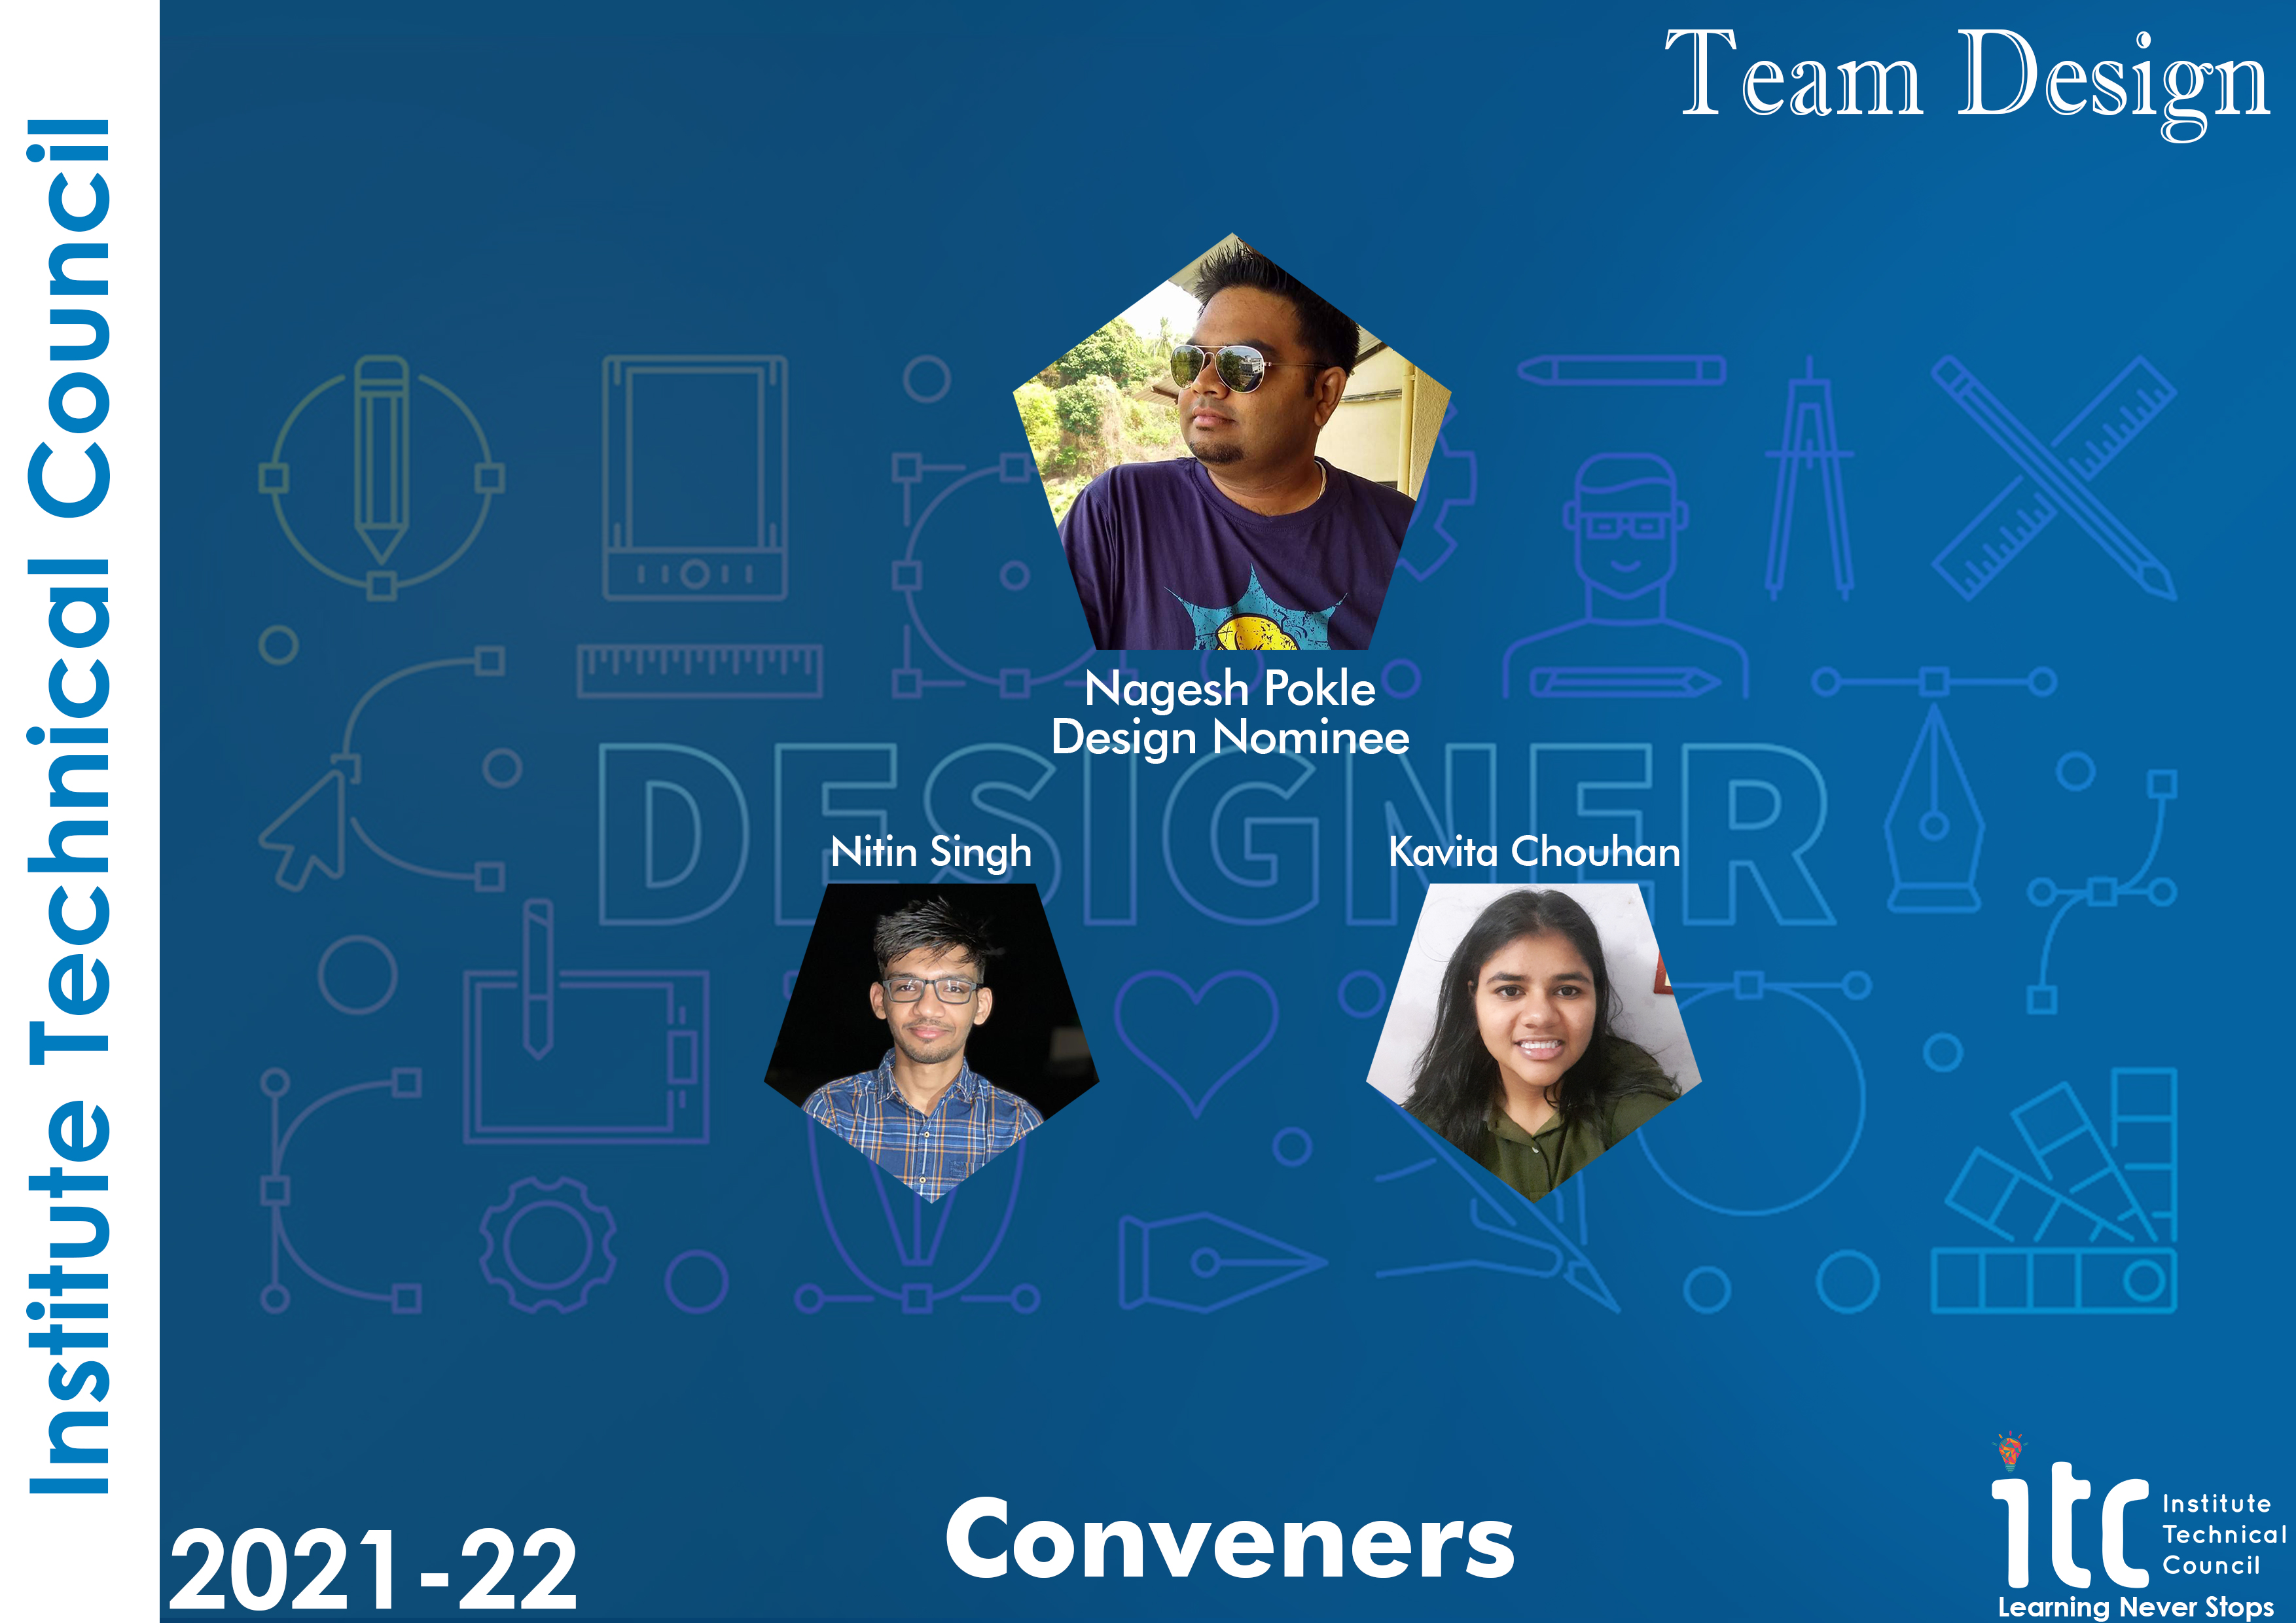 Institute Technical Council
Team Design
Nagesh Pokle
Design Nominee
DESIGNER
Nitin Singh
Kavita Chouhan
2021-22
Conveners
itc
Institute
Technical
Council
Learning Never Stops